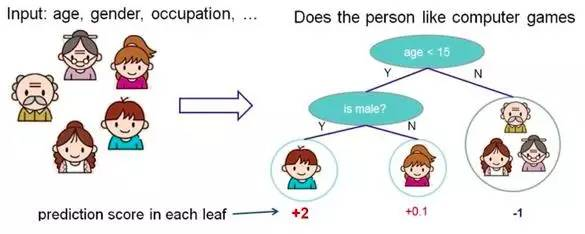 Input: age, gender, occupation, …
Does the person like computer games
age < 15
Y
N
is male?
Y
N
prediction score in each leaf
+2
+0.1
-1